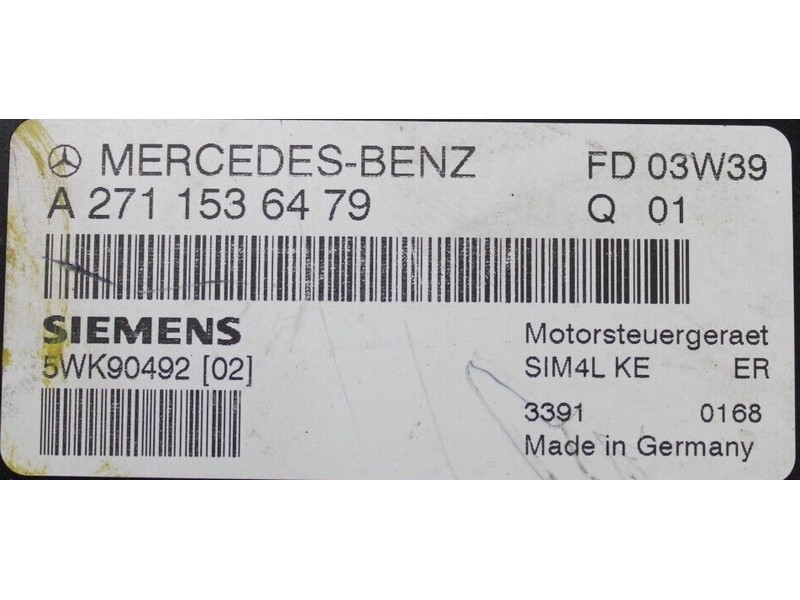 MERCEDES-BENZ FD 03W39
A 271 153 64 79 Q 01
SIEMENS Motorsteuergeraet
5WK90492 [02] SIM4L KE ER
3391 0168
Made in Germany